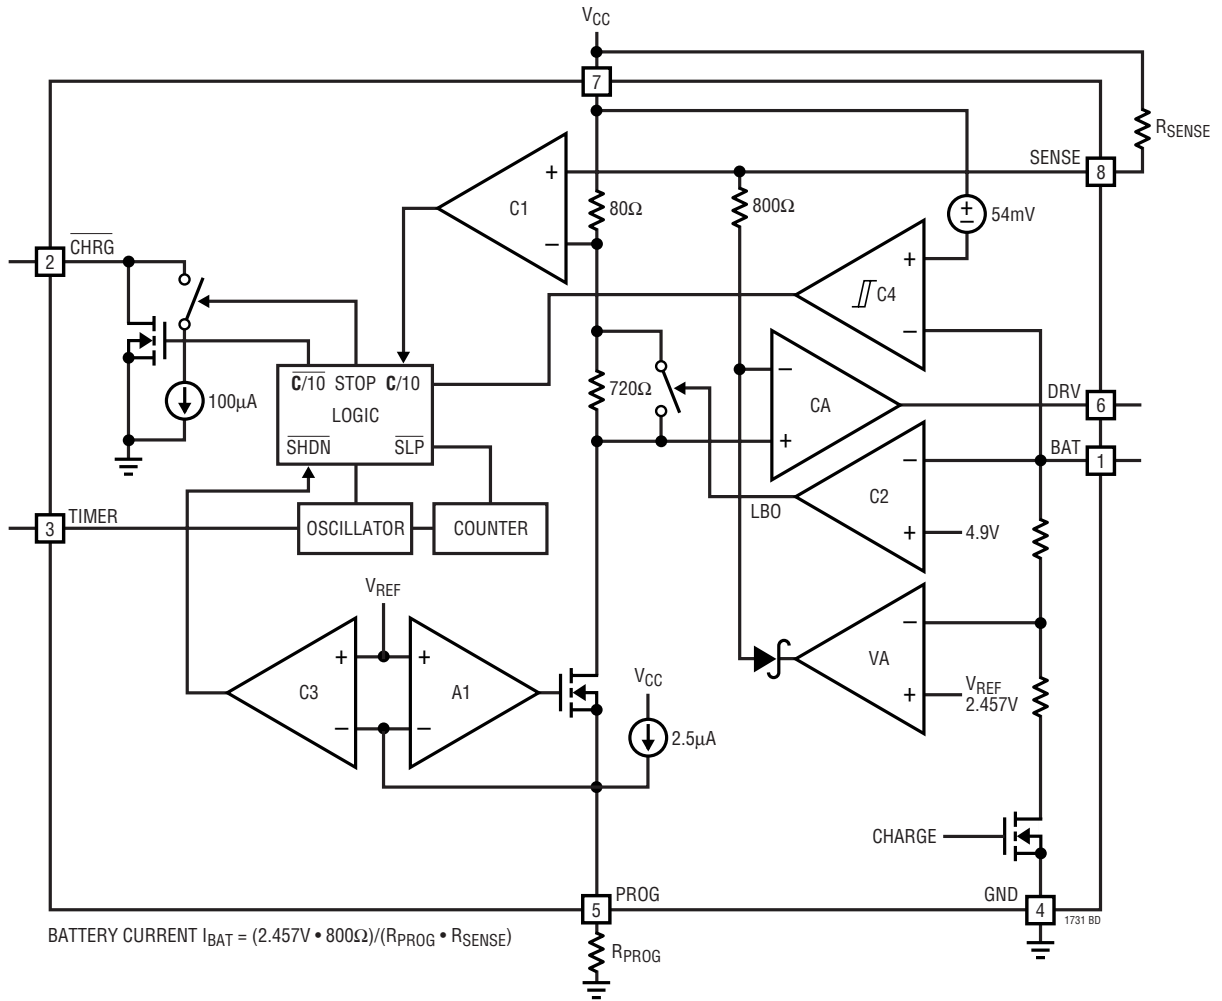 VCC
7
RSENSE
SENSE
8
C1
80Ω
800Ω
54mV
2
CHRG
C4
C/10 STOP C/10
LOGIC
SHDN SLP
100µA
720Ω
CA
DRV
6
BAT
1
C2
LBO
4.9V
3
TIMER
OSCILLATOR
COUNTER
VREF
C3
A1
VCC
2.5µA
VA
VREF
2.457V
CHARGE
PROG
5
GND
4
1731 BD
BATTERY CURRENT IBAT = (2.457V • 800Ω)/(RPROG • RSENSE)
RPROG